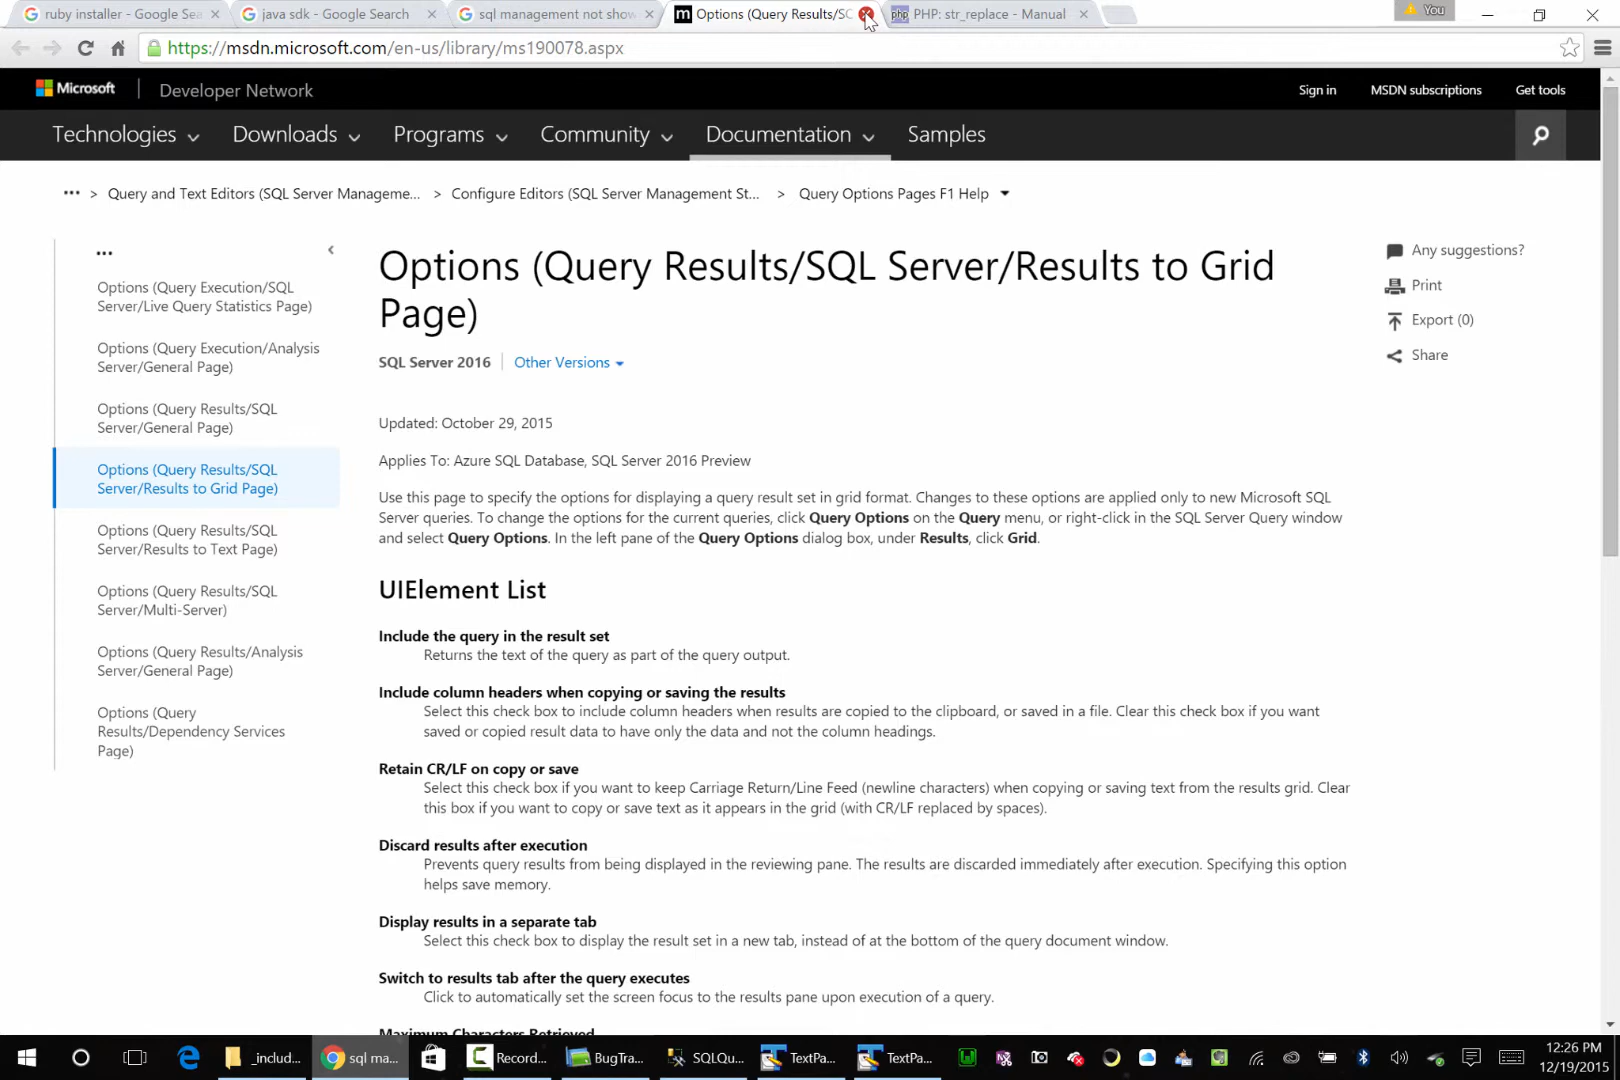 ruby installer - Google Sea
java sdk - Google Search
sql management not show
m Options (Query Results/SC
php PHP: str_replace - Manual
You
https://msdn.microsoft.com/en-us/library/ms190078.aspx
Microsoft
Developer Network
Sign in
MSDN subscriptions
Get tools
Technologies
Downloads
Programs
Community
Documentation
Samples
... > Query and Text Editors (SQL Server Manageme... > Configure Editors (SQL Server Management St... > Query Options Pages F1 Help
...
Options (Query Execution/SQL
Server/Live Query Statistics Page)
Options (Query Execution/Analysis
Server/General Page)
Options (Query Results/SQL
Server/General Page)
Options (Query Results/SQL
Server/Results to Grid Page)
Options (Query Results/SQL
Server/Results to Text Page)
Options (Query Results/SQL
Server/Multi-Server)
Options (Query Results/Analysis
Server/General Page)
Options (Query
Results/Dependency Services
Page)
Options (Query Results/SQL Server/Results to Grid
Page)
SQL Server 2016
Other Versions
Updated: October 29, 2015
Applies To: Azure SQL Database, SQL Server 2016 Preview
Use this page to specify the options for displaying a query result set in grid format. Changes to these options are applied only to new Microsoft SQL
Server queries. To change the options for the current queries, click Query Options on the Query menu, or right-click in the SQL Server Query window
and select Query Options. In the left pane of the Query Options dialog box, under Results, click Grid.
UIElement List
Include the query in the result set
Returns the text of the query as part of the query output.
Include column headers when copying or saving the results
Select this check box to include column headers when results are copied to the clipboard, or saved in a file. Clear this check box if you want
saved or copied result data to have only the data and not the column headings.
Retain CR/LF on copy or save
Select this check box if you want to keep Carriage Return/Line Feed (newline characters) when copying or saving text from the results grid. Clear
this box if you want to copy or save text as it appears in the grid (with CR/LF replaced by spaces).
Discard results after execution
Prevents query results from being displayed in the reviewing pane. The results are discarded immediately after execution. Specifying this option
helps save memory.
Display results in a separate tab
Select this check box to display the result set in a new tab, instead of at the bottom of the query document window.
Switch to results tab after the query executes
Click to automatically set the screen focus to the results pane upon execution of a query.
Maximum Characters Retrieved
Any suggestions?
Print
Export (0)
Share
_includ...
sql ma...
Record...
BugTra...
SQLQu...
TextPa...
TextPa...
12:26 PM
12/19/2015